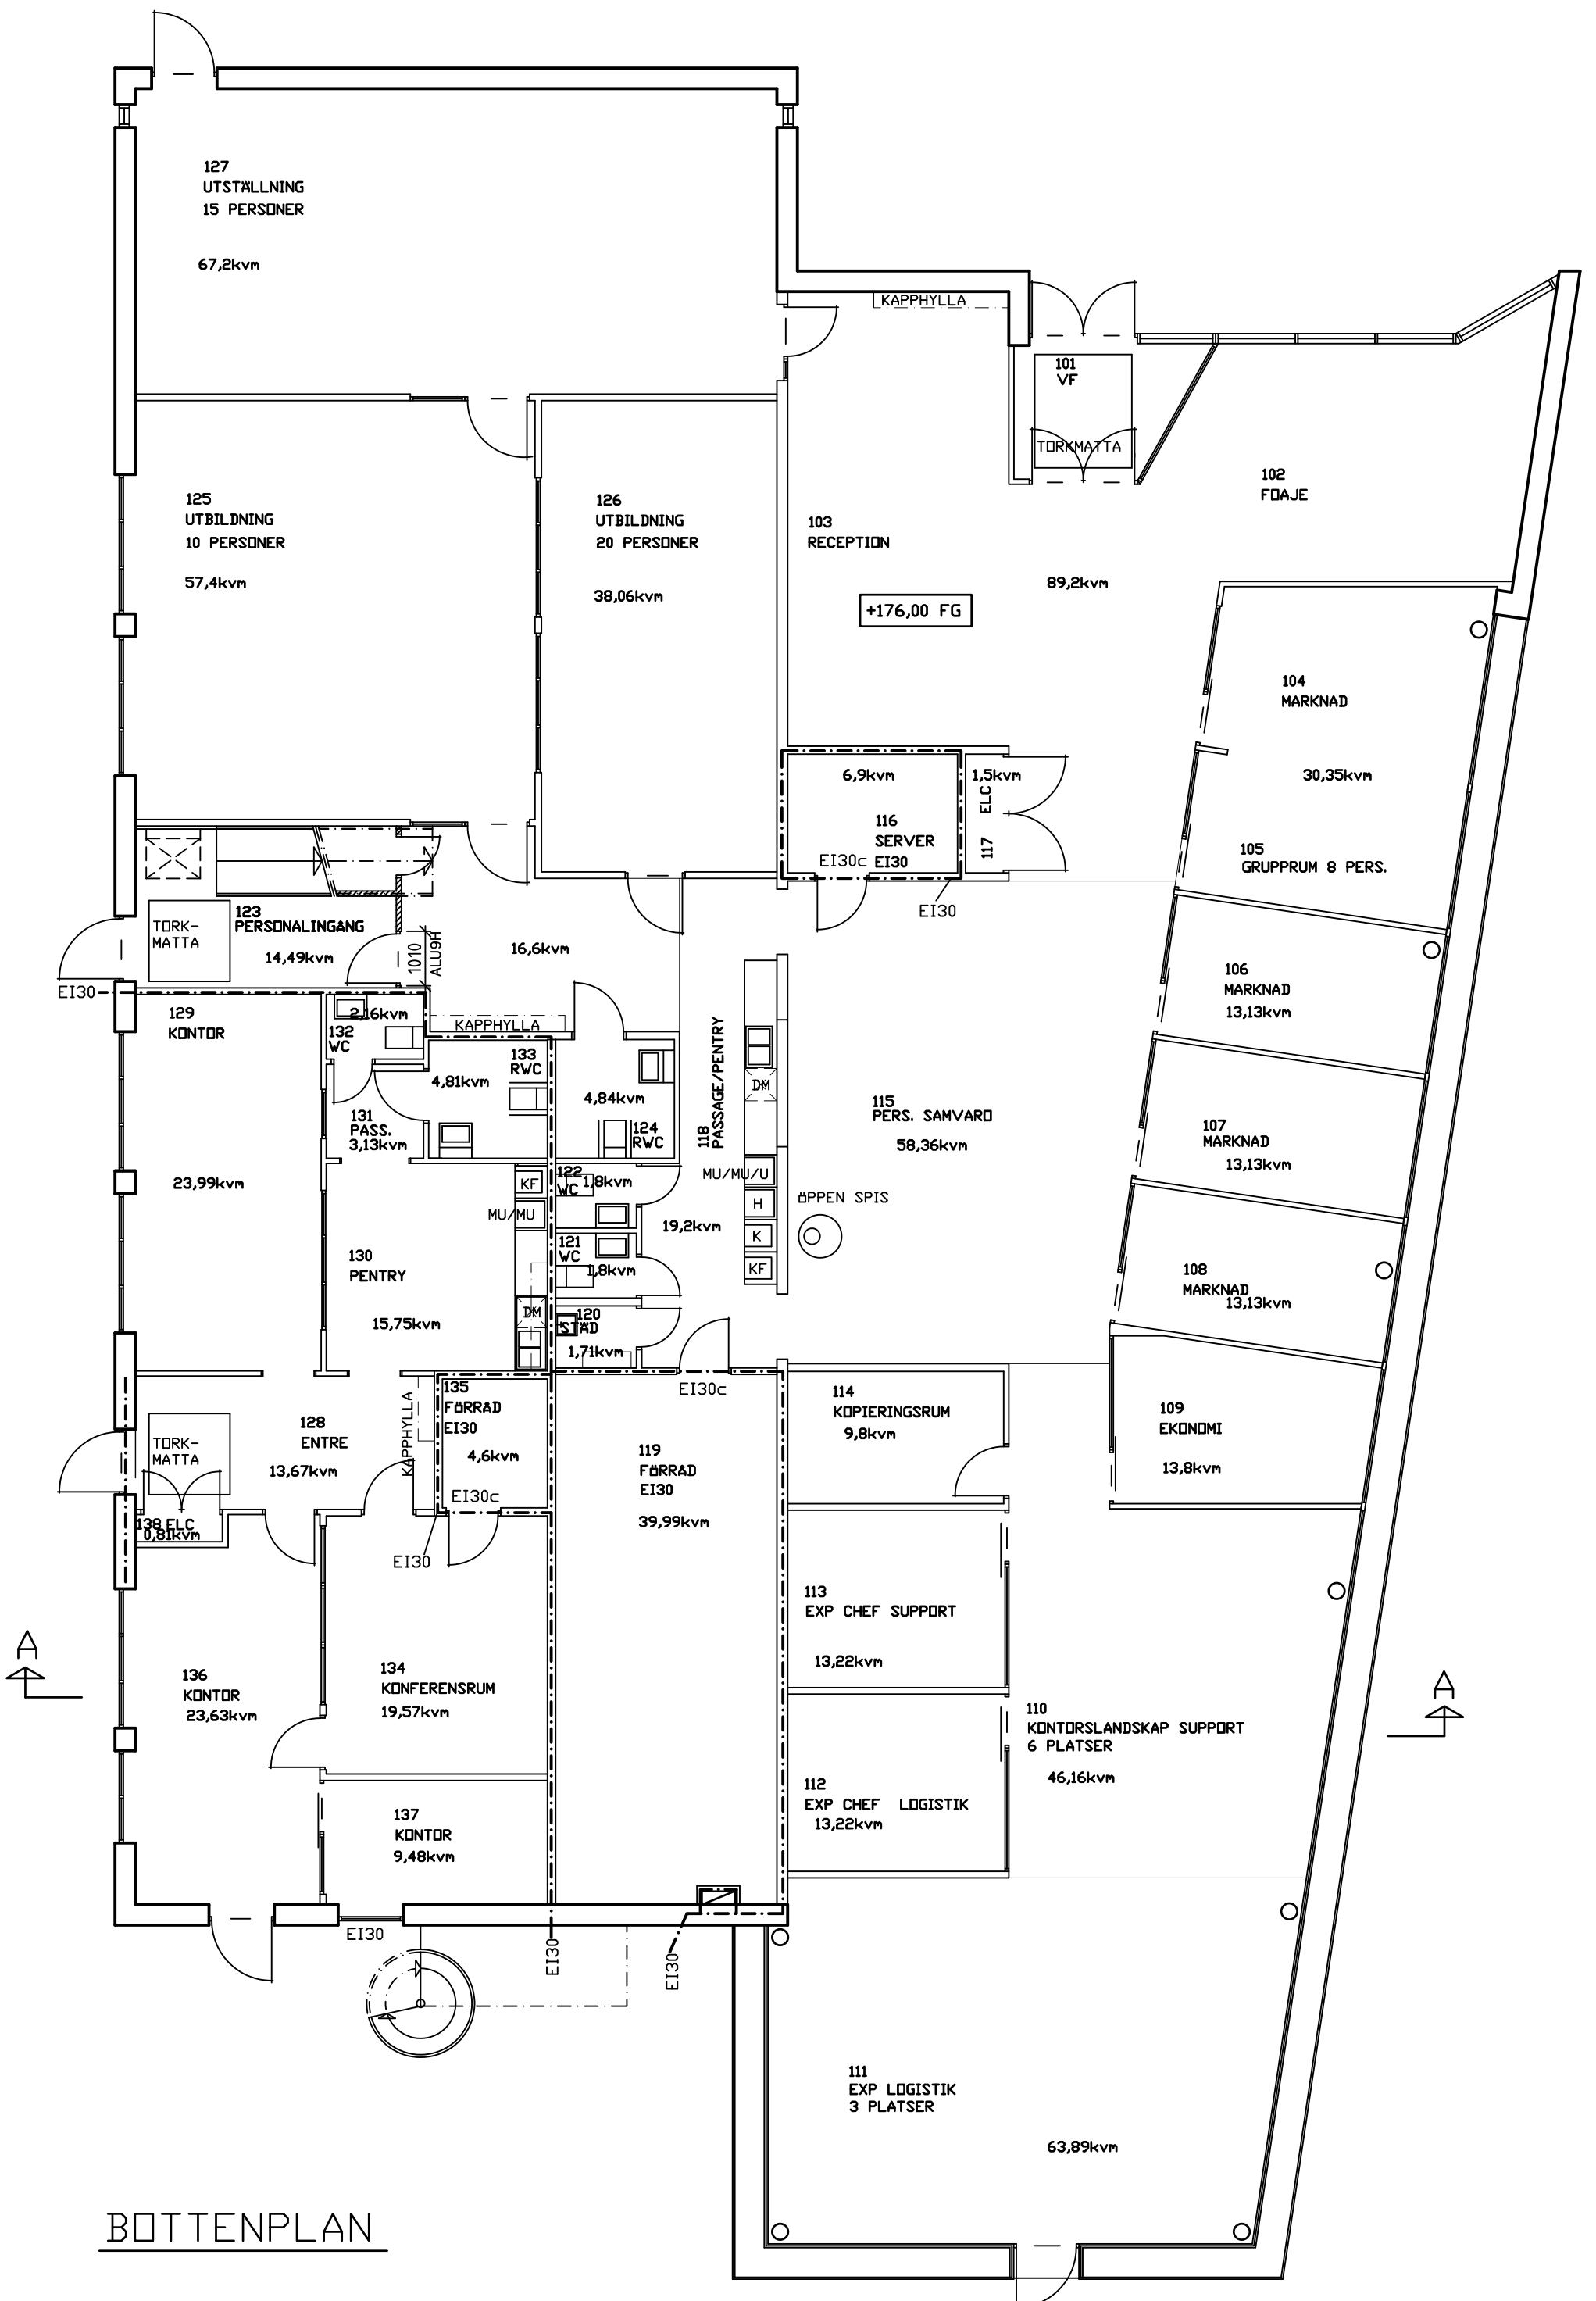 127
UTSTÄLLNING
15 PERSONER
67,2kvm
KAPPHYLLA
101
VF
TORKMATTA
102
FOAJE
125
UTBILDNING
10 PERSONER
57,4kvm
126
UTBILDNING
20 PERSONER
38,06kvm
103
RECEPTION
89,2kvm
+176,00 FG
104
MARKNAD
30,35kvm
105
GRUPPRUM 8 PERS.
6,9kvm
116
SERVER
EI30
EI30c
EI30
1,5kvm
ELC
117
123
PERSONALINGÅNG
TORK-
MATTA
14,49kvm
1010
ALU9H
16,6kvm
EI30
106
MARKNAD
13,13kvm
129
KONTOR
23,99kvm
2,16kvm
132
WC
KAPPHYLLA
133
RWC
4,81kvm
131
PASS.
3,13kvm
4,84kvm
124
RWC
118
PASSAGE/PENTRY
DM
115
PERS. SAMVARO
58,36kvm
107
MARKNAD
13,13kvm
KF
MU/MU
122
WC
1,8kvm
MU/MU/U
H
K
KF
ÖPPEN SPIS
19,2kvm
121
WC
1,8kvm
130
PENTRY
15,75kvm
DM
120
STÄD
1,71kvm
108
MARKNAD
13,13kvm
135
FÖRRÅD
EI30
4,6kvm
EI30c
EI30
KAPPHYLLA
EI30c
128
ENTRE
13,67kvm
TORK-
MATTA
138 ELC
0,81kvm
119
FÖRRÅD
EI30
39,99kvm
114
KOPIERINGSRUM
9,8kvm
109
EKONOMI
13,8kvm
113
EXP CHEF SUPPORT
13,22kvm
A
136
KONTOR
23,63kvm
134
KONFERENSRUM
19,57kvm
A
110
KONTORSLANDSKAP SUPPORT
6 PLATSER
46,16kvm
112
EXP CHEF LOGISTIK
13,22kvm
137
KONTOR
9,48kvm
EI30
EI30
EI30
111
EXP LOGISTIK
3 PLATSER
63,89kvm
BOTTENPLAN